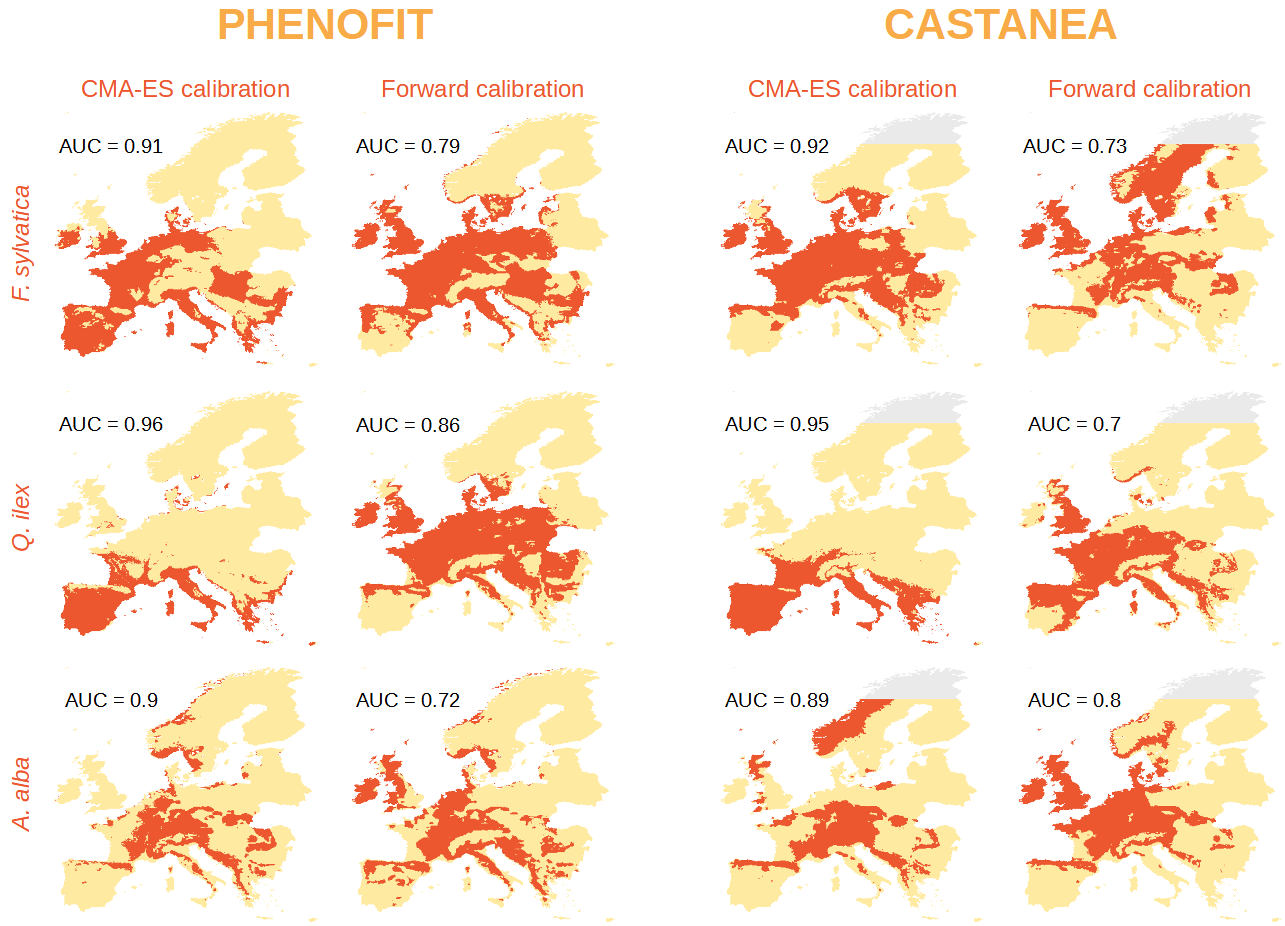 PHENOFIT CASTANEA
CMA-ES calibration Forward calibration CMA-ES calibration Forward calibration
F. sylvatica
AUC = 0.91 AUC = 0.79 AUC = 0.92 AUC = 0.73
Q. ilex
AUC = 0.96 AUC = 0.86 AUC = 0.95 AUC = 0.7
A. alba
AUC = 0.9 AUC = 0.72 AUC = 0.89 AUC = 0.8